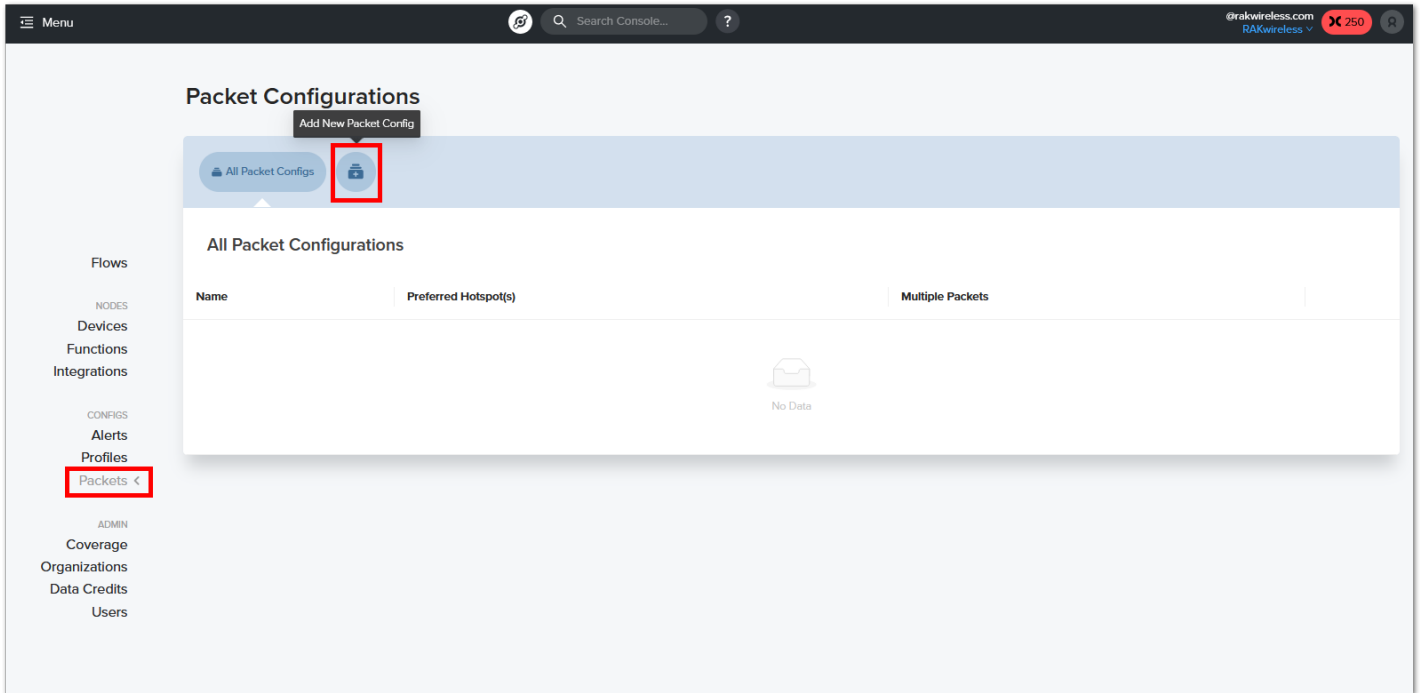 Menu
Search Console...
?
@rakwireless.com
RAKwireless
250
Packet Configurations
Add New Packet Config
All Packet Configs
All Packet Configurations
Name
Preferred Hotspot(s)
Multiple Packets
No Data
Flows
NODES
Devices
Functions
Integrations
CONFIGS
Alerts
Profiles
Packets
ADMIN
Coverage
Organizations
Data Credits
Users